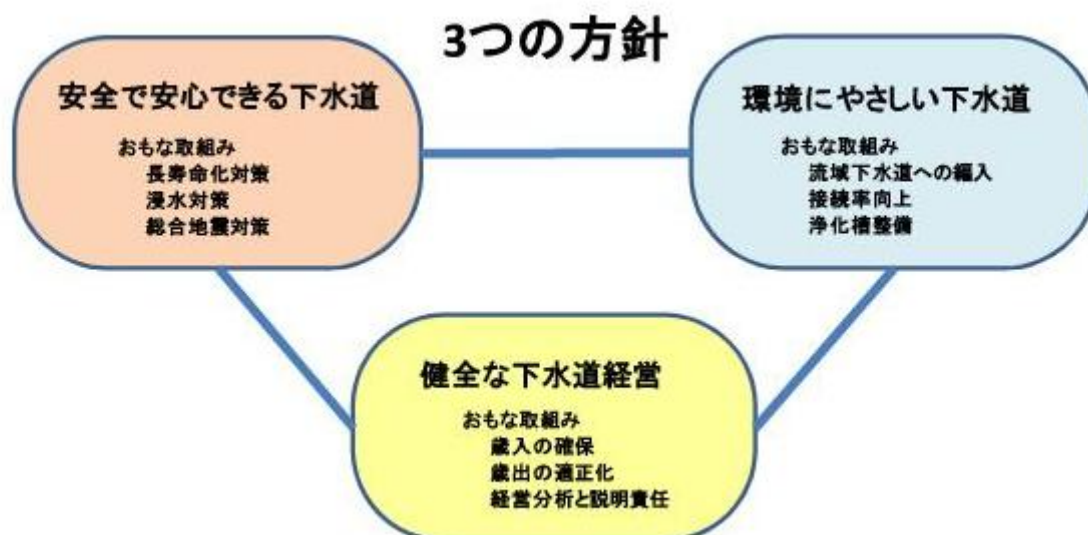 3つの方針
安全で安心できる下水道
おもな取組み
長寿命化対策
浸水対策
総合地震対策
環境にやさしい下水道
おもな取組み
流域下水道への編入
接続率向上
浄化槽整備
健全な下水道経営
おもな取組み
歳入の確保
歳出の適正化
経営分析と説明責任